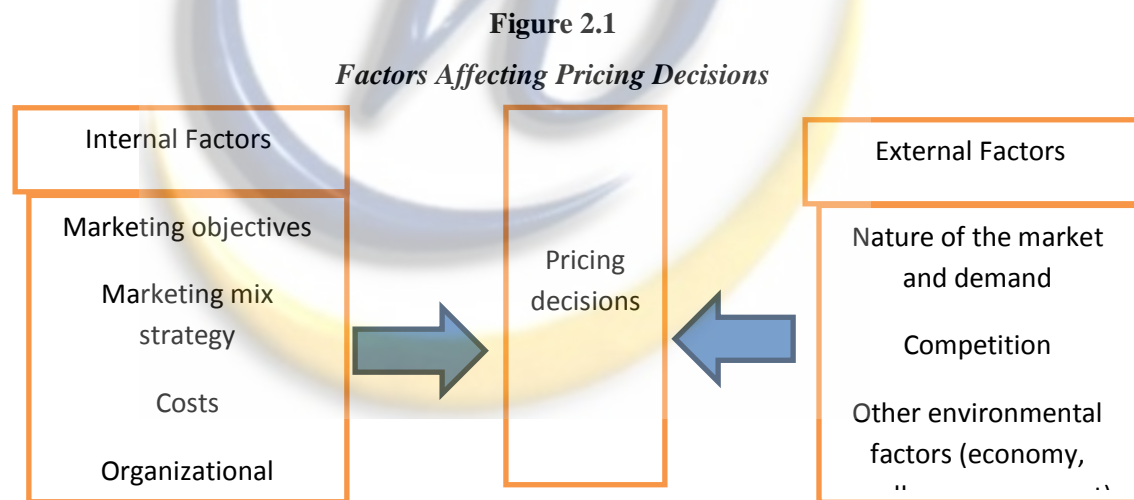 Figure 2.1
Factors Affecting Pricing Decisions
Internal Factors
Marketing objectives
Marketing mix
strategy
Costs
Organizational
Pricing
decisions
External Factors
Nature of the market
and demand
Competition
Other environmental
factors (economy,